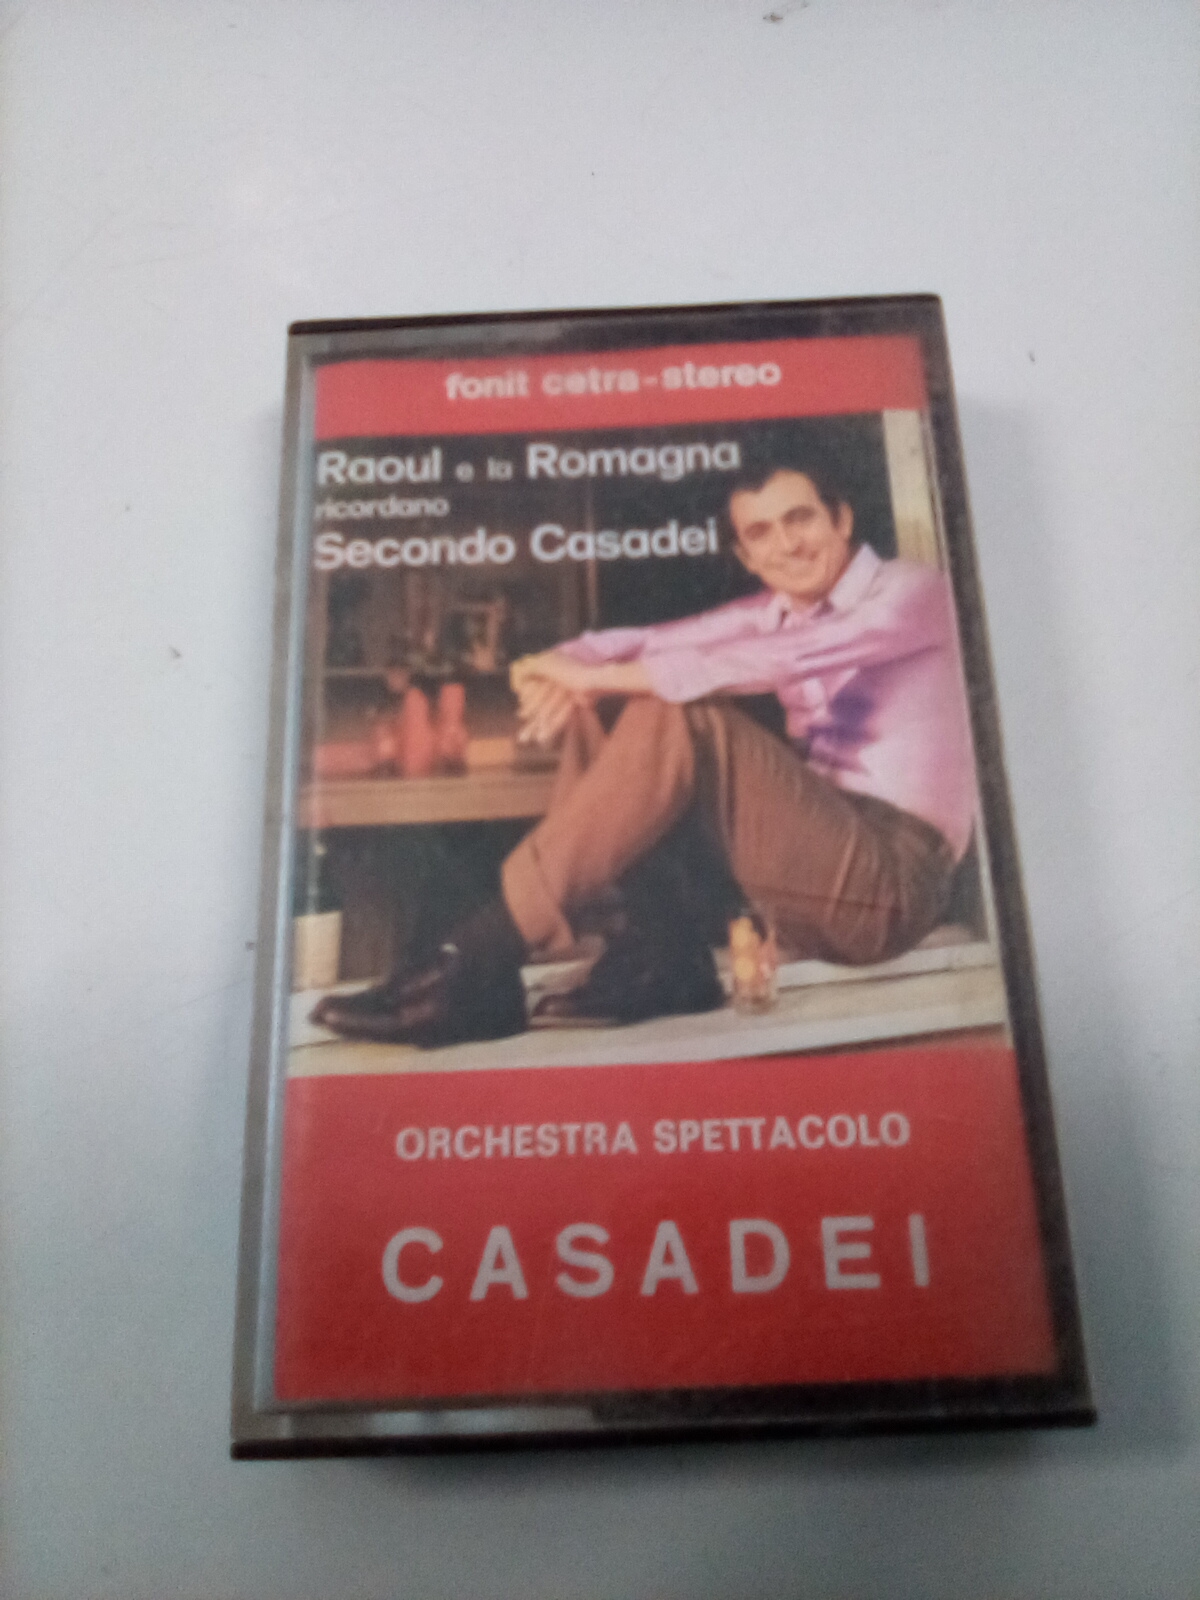 fonit cetra-stereo
Raoul e la Romagna
ricordano
Secondo Casadei
ORCHESTRA SPETTACOLO
CASADEI